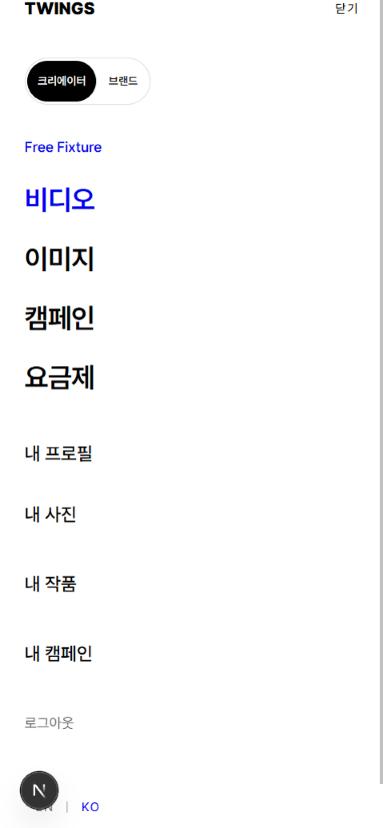 TWINGS 닫기
크리에이터 브랜드
Free Fixture
비디오
이미지
캠페인
요금제
내 프로필
내 사진
내 작품
내 캠페인
로그아웃
N
| KO